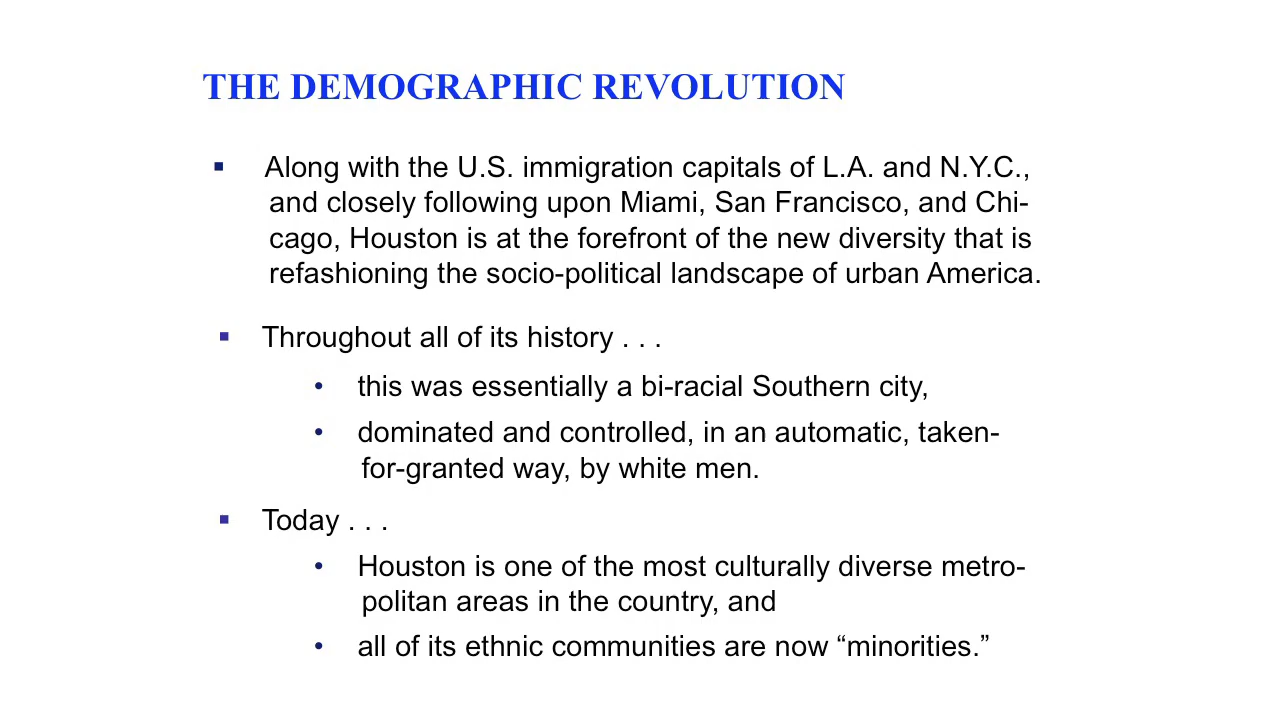 THE DEMOGRAPHIC REVOLUTION
▪ Along with the U.S. immigration capitals of L.A. and N.Y.C.,
and closely following upon Miami, San Francisco, and Chi-
cago, Houston is at the forefront of the new diversity that is
refashioning the socio-political landscape of urban America.
▪ Throughout all of its history . . .
• this was essentially a bi-racial Southern city,
• dominated and controlled, in an automatic, taken-
for-granted way, by white men.
▪ Today . . .
• Houston is one of the most culturally diverse metro-
politan areas in the country, and
• all of its ethnic communities are now “minorities.”